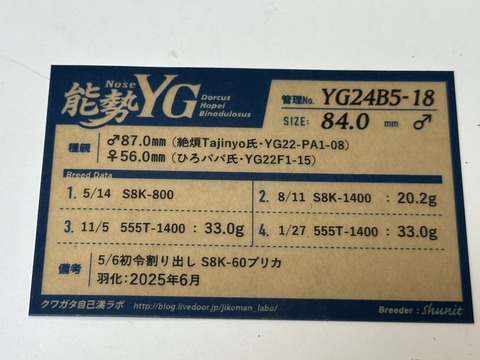 能勢YG
Nose
Dorcus
Hopei
Binodulosus
管理No. YG24B5-18
SIZE: 84.0 mm ♂
種親
♂87.0mm（絶煩Tajinyo氏・YG22-PA1-08）
♀56.0mm（ひろパパ氏・YG22F1-15）
Breed Data
1. 5/14 S8K-800
2. 8/11 S8K-1400 : 20.2g
3. 11/5 555T-1400 : 33.0g
4. 1/27 555T-1400 : 33.0g
備考
5/6初令割り出し S8K-60プリカ
羽化:2025年6月
クワガタ自己満ラボ http://blog.livedoor.jp/jikoman_labo/
Breeder : Shunit